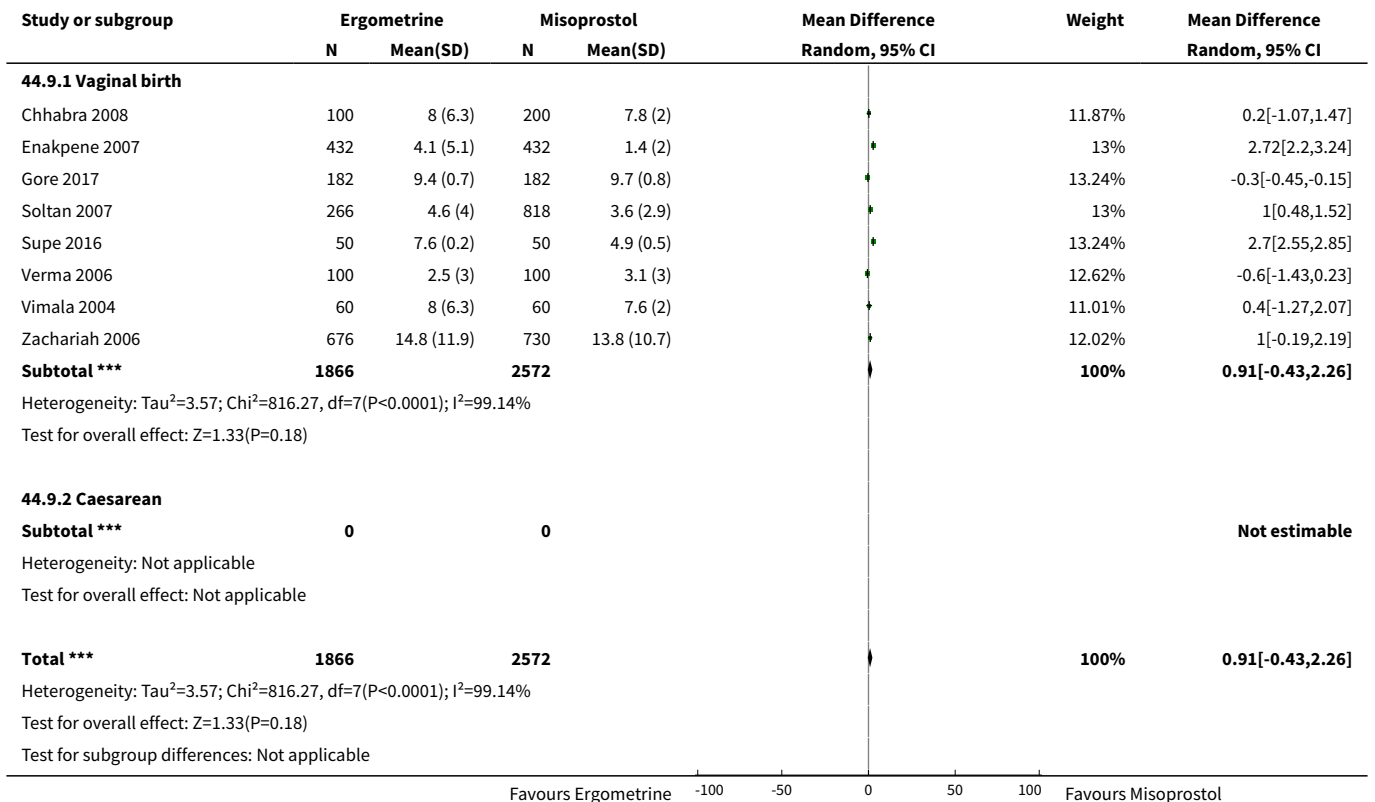 Study or subgroup Ergometrine Misoprostol Mean Difference Weight Mean Difference
N Mean(SD) N Mean(SD) Random, 95% CI Random, 95% CI
44.9.1 Vaginal birth
Chhabra 2008 100 8 (6.3) 200 7.8 (2) 11.87% 0.2[-1.07,1.47]
Enakpene 2007 432 4.1 (5.1) 432 1.4 (2) 13% 2.72[2.2,3.24]
Gore 2017 182 9.4 (0.7) 182 9.7 (0.8) 13.24% -0.3[-0.45,-0.15]
Soltan 2007 266 4.6 (4) 818 3.6 (2.9) 13% 1[0.48,1.52]
Supe 2016 50 7.6 (0.2) 50 4.9 (0.5) 13.24% 2.7[2.55,2.85]
Verma 2006 100 2.5 (3) 100 3.1 (3) 12.62% -0.6[-1.43,0.23]
Vimala 2004 60 8 (6.3) 60 7.6 (2) 11.01% 0.4[-1.27,2.07]
Zachariah 2006 676 14.8 (11.9) 730 13.8 (10.7) 12.02% 1[-0.19,2.19]
Subtotal *** 1866 2572 100% 0.91[-0.43,2.26]
Heterogeneity: Tau²=3.57; Chi²=816.27, df=7(P<0.0001); I²=99.14%
Test for overall effect: Z=1.33(P=0.18)
44.9.2 Caesarean
Subtotal *** 0 0 Not estimable
Heterogeneity: Not applicable
Test for overall effect: Not applicable
Total *** 1866 2572 100% 0.91[-0.43,2.26]
Heterogeneity: Tau²=3.57; Chi²=816.27, df=7(P<0.0001); I²=99.14%
Test for overall effect: Z=1.33(P=0.18)
Test for subgroup differences: Not applicable
Favours Ergometrine -100 -50 0 50 100 Favours Misoprostol